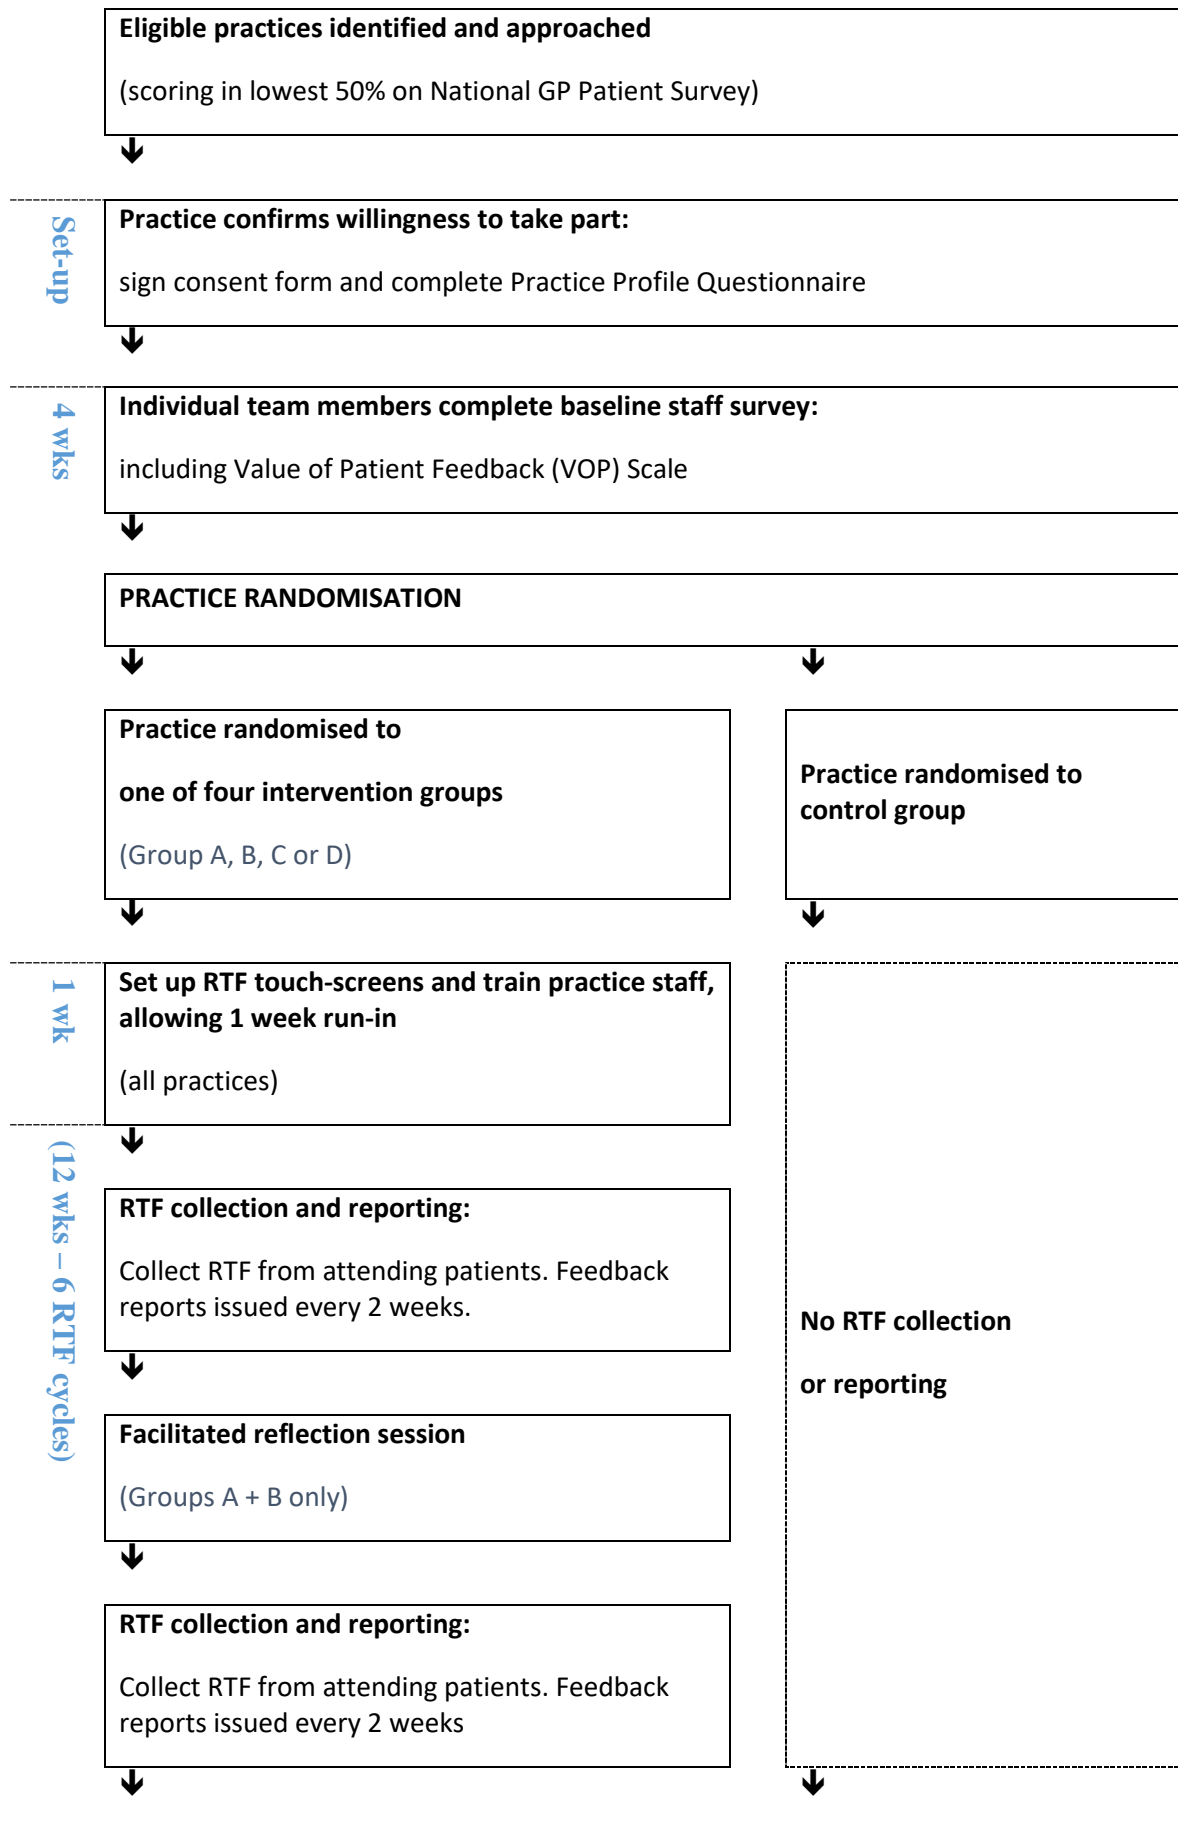 Eligible practices identified and approached
(scoring in lowest 50% on National GP Patient Survey)
Set-up
Practice confirms willingness to take part:
sign consent form and complete Practice Profile Questionnaire
4 wks
Individual team members complete baseline staff survey:
including Value of Patient Feedback (VOP) Scale
PRACTICE RANDOMISATION
Practice randomised to
one of four intervention groups
(Group A, B, C or D)
Practice randomised to
control group
1 wk
Set up RTF touch-screens and train practice staff,
allowing 1 week run-in
(all practices)
(12 wks – 6 RTF cycles)
RTF collection and reporting:
Collect RTF from attending patients. Feedback
reports issued every 2 weeks.
Facilitated reflection session
(Groups A + B only)
RTF collection and reporting:
Collect RTF from attending patients. Feedback
reports issued every 2 weeks
No RTF collection
or reporting